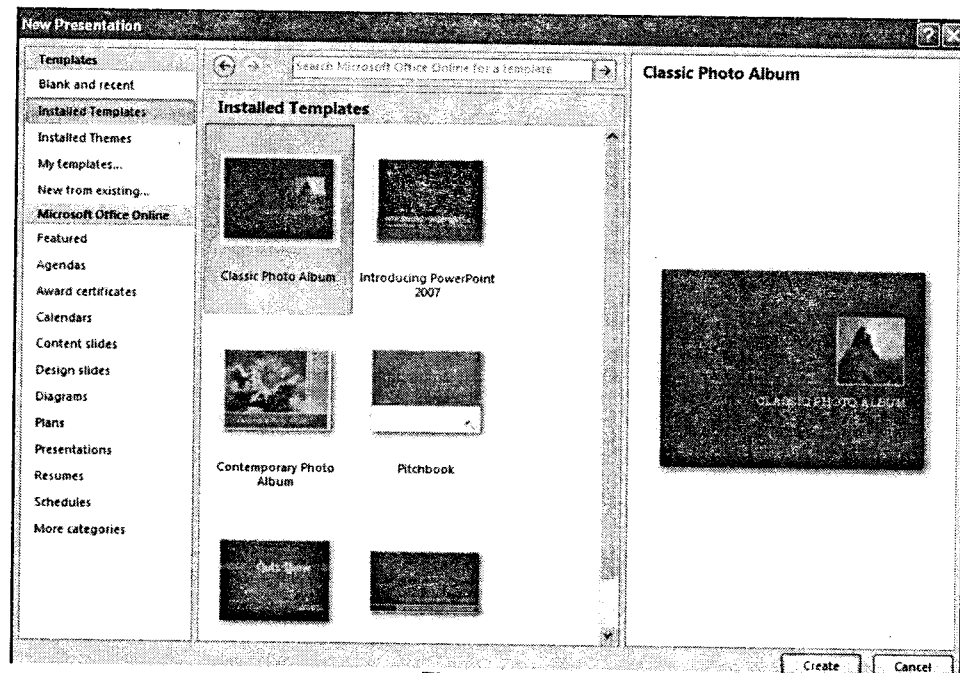 New Presentation
Templates
Blank and recent
Installed Templates
Installed Themes
My templates...
New from existing...
Microsoft Office Online
Featured
Agendas
Award certificates
Calendars
Content slides
Design slides
Diagrams
Plans
Presentations
Resumes
Schedules
More categories
Search Microsoft Office Online for a template
Installed Templates
Classic Photo Album
Introducing PowerPoint
2007
Contemporary Photo
Album
Pitchbook
Quiz Show
Classic Photo Album
CLASSIC PHOTO ALBUM
Create
Cancel